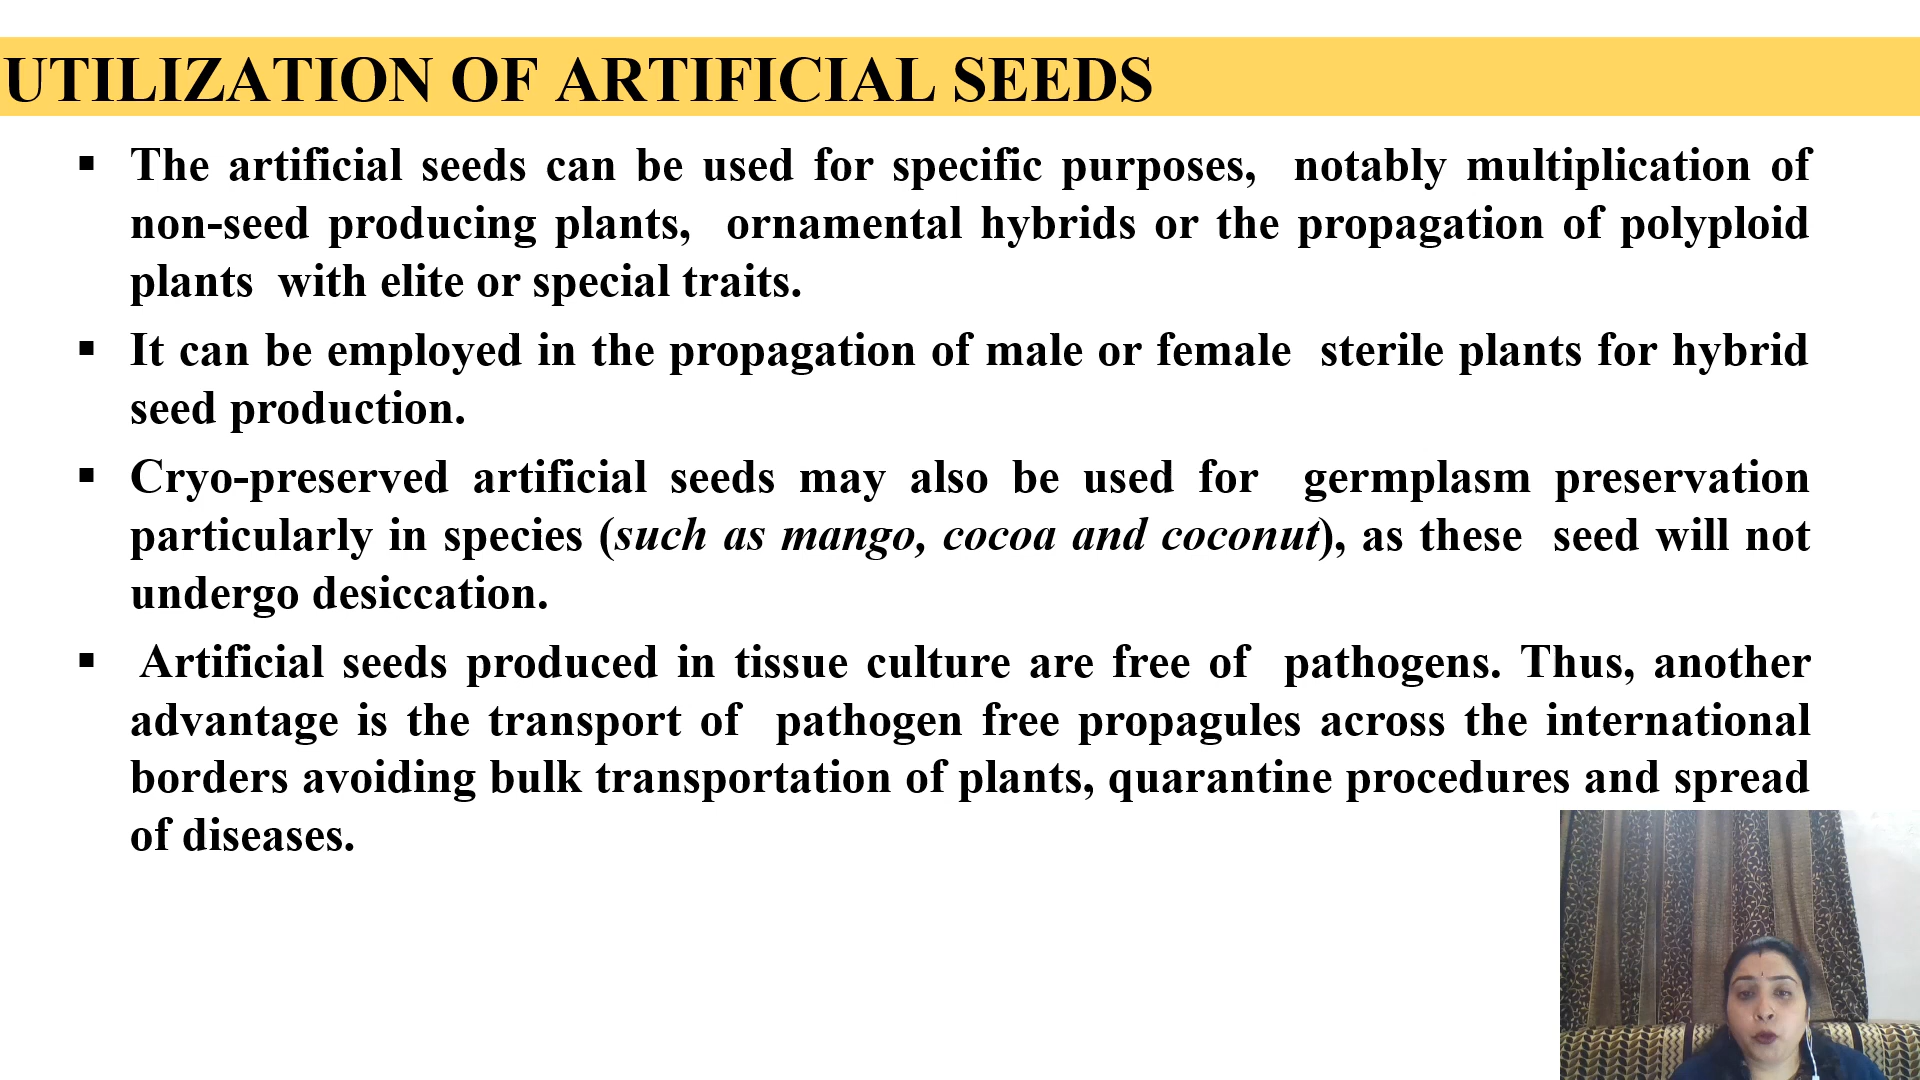 UTILIZATION OF ARTIFICIAL SEEDS
▪ The artificial seeds can be used for specific purposes, notably multiplication of
non-seed producing plants, ornamental hybrids or the propagation of polyploid
plants with elite or special traits.
▪ It can be employed in the propagation of male or female sterile plants for hybrid
seed production.
▪ Cryo-preserved artificial seeds may also be used for germplasm preservation
particularly in species (such as mango, cocoa and coconut), as these seed will not
undergo desiccation.
▪ Artificial seeds produced in tissue culture are free of pathogens. Thus, another
advantage is the transport of pathogen free propagules across the international
borders avoiding bulk transportation of plants, quarantine procedures and spread
of diseases.